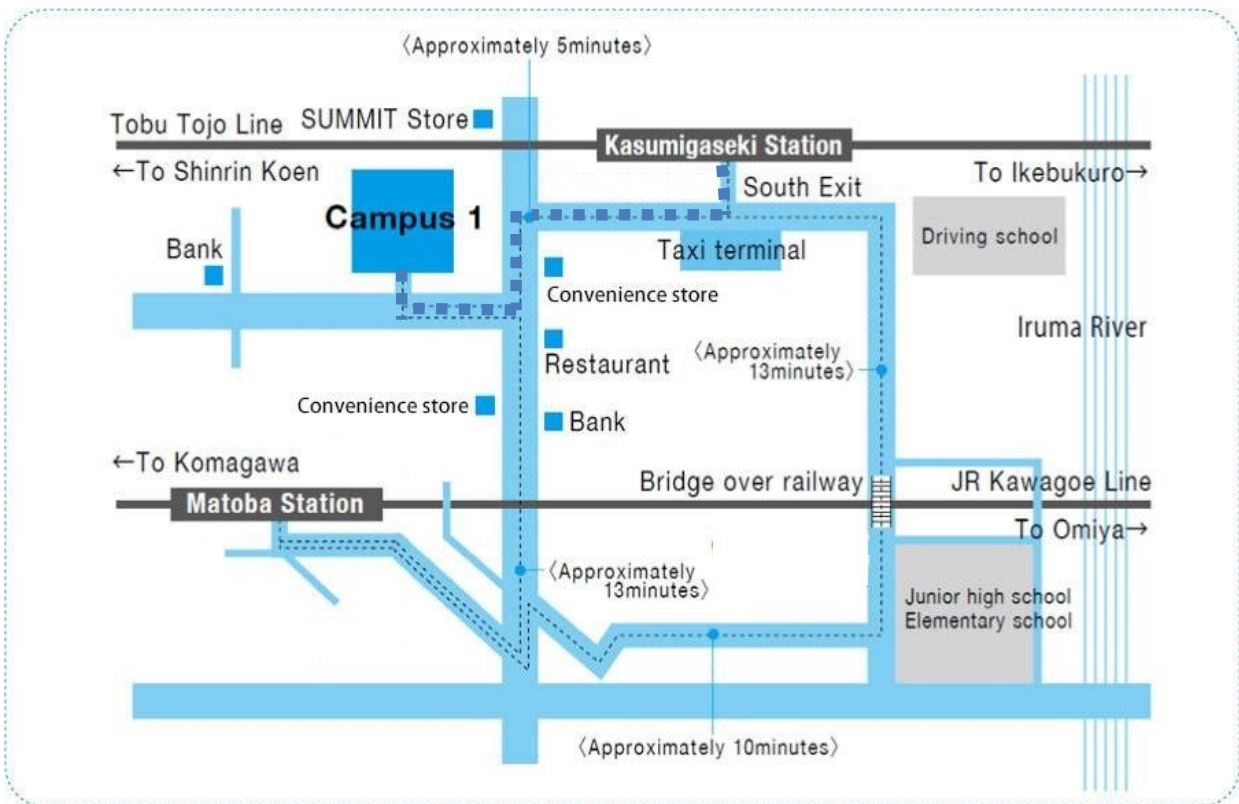 〈Approximately 5minutes〉
Tobu Tojo Line
SUMMIT Store
Kasumigaseki Station
←To Shinrin Koen
To Ikebukuro→
South Exit
Campus 1
Driving school
Bank
Taxi terminal
Convenience store
Iruma River
Restaurant
〈Approximately
13minutes〉
Convenience store
Bank
←To Komagawa
Bridge over railway
JR Kawagoe Line
Matoba Station
To Omiya→
〈Approximately
13minutes〉
Junior high school
Elementary school
〈Approximately 10minutes〉